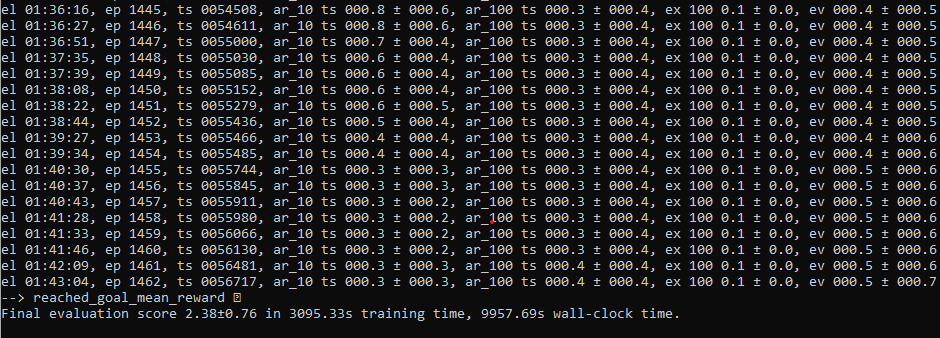 el 01:36:16, ep 1445, ts 0054508, ar_10 ts 000.8 ± 000.6, ar_100 ts 000.3 ± 000.4, ex 100 0.1 ± 0.0, ev 000.4 ± 000.5
el 01:36:27, ep 1446, ts 0054611, ar_10 ts 000.8 ± 000.6, ar_100 ts 000.3 ± 000.4, ex 100 0.1 ± 0.0, ev 000.4 ± 000.5
el 01:36:51, ep 1447, ts 0055000, ar_10 ts 000.7 ± 000.4, ar_100 ts 000.3 ± 000.4, ex 100 0.1 ± 0.0, ev 000.4 ± 000.5
el 01:37:35, ep 1448, ts 0055030, ar_10 ts 000.6 ± 000.4, ar_100 ts 000.3 ± 000.4, ex 100 0.1 ± 0.0, ev 000.4 ± 000.5
el 01:37:39, ep 1449, ts 0055085, ar_10 ts 000.6 ± 000.4, ar_100 ts 000.3 ± 000.4, ex 100 0.1 ± 0.0, ev 000.4 ± 000.5
el 01:38:08, ep 1450, ts 0055152, ar_10 ts 000.6 ± 000.4, ar_100 ts 000.3 ± 000.4, ex 100 0.1 ± 0.0, ev 000.4 ± 000.5
el 01:38:22, ep 1451, ts 0055279, ar_10 ts 000.6 ± 000.5, ar_100 ts 000.3 ± 000.4, ex 100 0.1 ± 0.0, ev 000.4 ± 000.5
el 01:38:44, ep 1452, ts 0055436, ar_10 ts 000.5 ± 000.4, ar_100 ts 000.3 ± 000.4, ex 100 0.1 ± 0.0, ev 000.4 ± 000.5
el 01:39:27, ep 1453, ts 0055466, ar_10 ts 000.4 ± 000.4, ar_100 ts 000.3 ± 000.4, ex 100 0.1 ± 0.0, ev 000.4 ± 000.6
el 01:39:34, ep 1454, ts 0055485, ar_10 ts 000.4 ± 000.4, ar_100 ts 000.3 ± 000.4, ex 100 0.1 ± 0.0, ev 000.4 ± 000.6
el 01:40:30, ep 1455, ts 0055744, ar_10 ts 000.3 ± 000.3, ar_100 ts 000.3 ± 000.4, ex 100 0.1 ± 0.0, ev 000.5 ± 000.6
el 01:40:37, ep 1456, ts 0055845, ar_10 ts 000.3 ± 000.3, ar_100 ts 000.3 ± 000.4, ex 100 0.1 ± 0.0, ev 000.5 ± 000.6
el 01:40:43, ep 1457, ts 0055911, ar_10 ts 000.3 ± 000.2, ar_100 ts 000.3 ± 000.4, ex 100 0.1 ± 0.0, ev 000.5 ± 000.6
el 01:41:28, ep 1458, ts 0055980, ar_10 ts 000.3 ± 000.2, ar_100 ts 000.3 ± 000.4, ex 100 0.1 ± 0.0, ev 000.5 ± 000.6
el 01:41:33, ep 1459, ts 0056066, ar_10 ts 000.3 ± 000.2, ar_100 ts 000.3 ± 000.4, ex 100 0.1 ± 0.0, ev 000.5 ± 000.6
el 01:41:46, ep 1460, ts 0056130, ar_10 ts 000.3 ± 000.2, ar_100 ts 000.3 ± 000.4, ex 100 0.1 ± 0.0, ev 000.5 ± 000.6
el 01:42:09, ep 1461, ts 0056481, ar_10 ts 000.3 ± 000.3, ar_100 ts 000.4 ± 000.4, ex 100 0.1 ± 0.0, ev 000.5 ± 000.6
el 01:43:04, ep 1462, ts 0056717, ar_10 ts 000.3 ± 000.3, ar_100 ts 000.4 ± 000.4, ex 100 0.1 ± 0.0, ev 000.5 ± 000.7
--> reached_goal_mean_reward
Final evaluation score 2.38±0.76 in 3095.33s training time, 9957.69s wall-clock time.